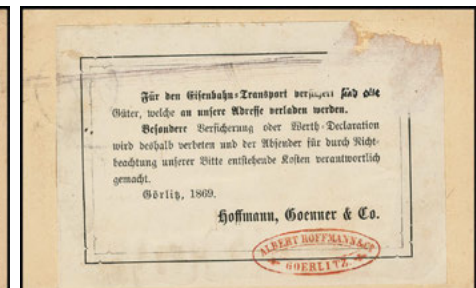 Für den Eisenbahn-Transport versichert sind alle
Güter, welche an unsere Adresse verladen werden.
Besondere Versicherung oder Werth-Declaration
wird deshalb verbeten und der Absender für durch Nicht-
beachtung unserer Bitte entstehende Kosten verantwortlich
gemacht.
Görlitz, 1869.
Hoffmann, Goenner & Co.
ALBERT HOFFMANN & Co
GOERLITZ.